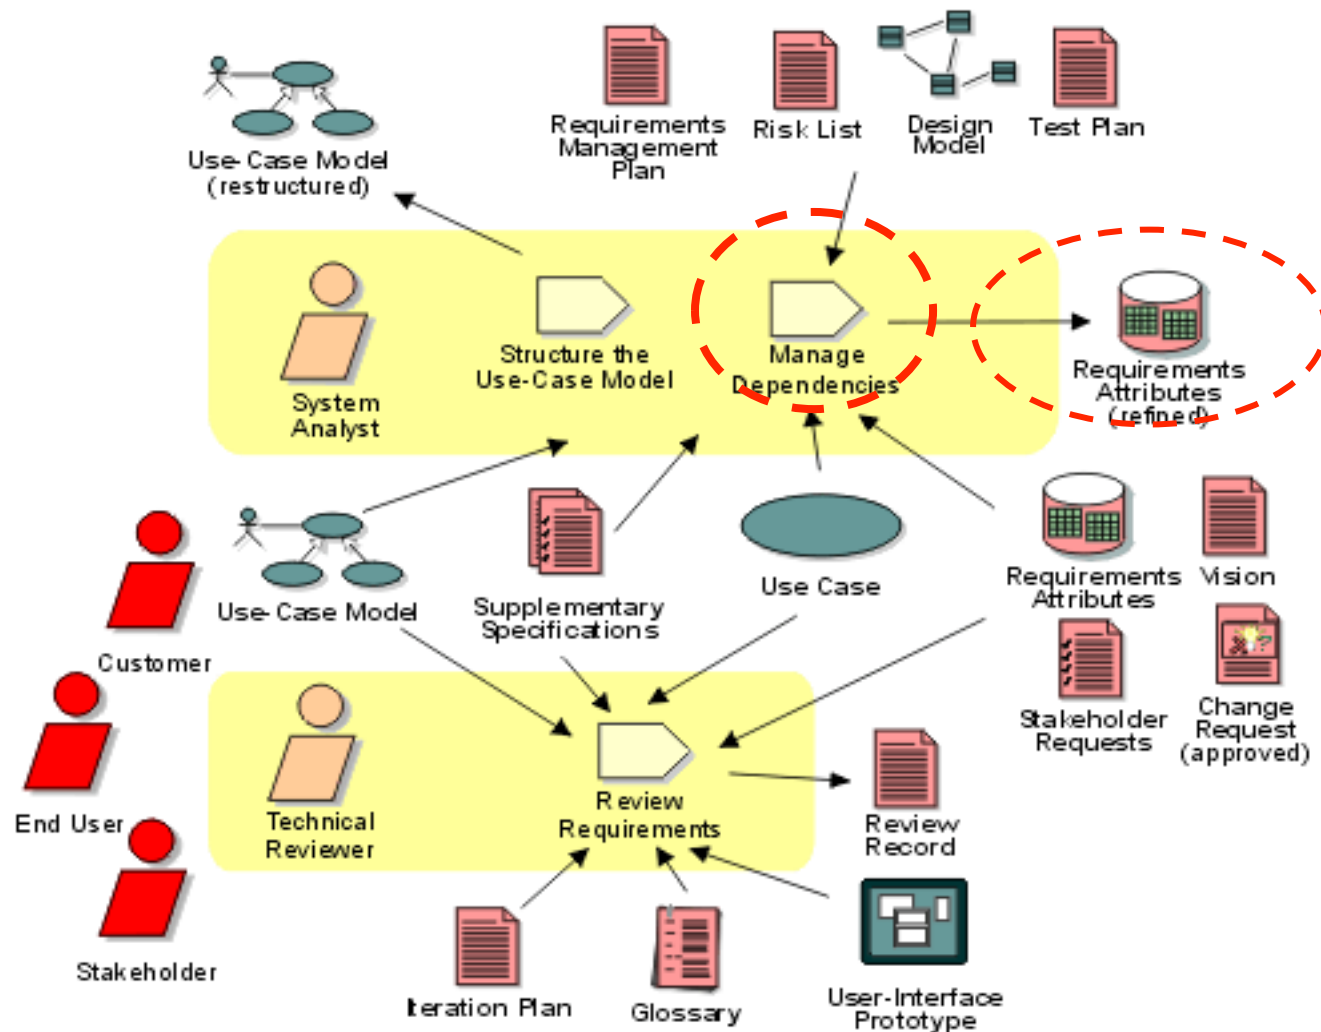 Requirements
Management
Plan
Risk List
Design
Model
Test Plan
Use-Case Model
(restructured)
System
Analyst
Structure the
Use-Case Model
Manage
Dependencies
Requirements
Attributes
(refined)
Customer
Use-Case Model
Supplementary
Specifications
Use Case
Requirements
Attributes
Vision
Stakeholder
Requests
Change
Request
(approved)
End User
Technical
Reviewer
Review
Requirements
Review
Record
Stakeholder
Iteration Plan
Glossary
User-Interface
Prototype